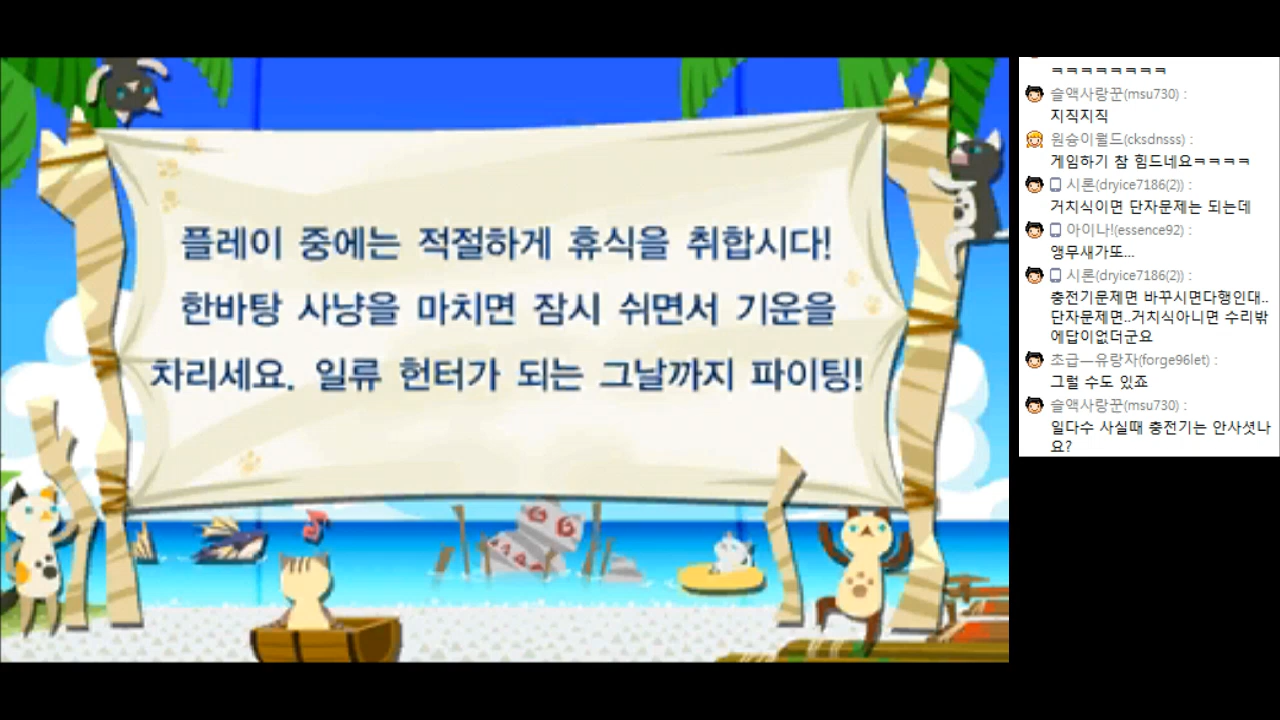 플레이 중에는 적절하게 휴식을 취합시다!
한바탕 사냥을 마치면 잠시 쉬면서 기운을
차리세요. 일류 헌터가 되는 그날까지 파이팅!
ㅋㅋㅋㅋㅋㅋㅋㅋ
슬액사랑꾼(msu730) :
지직지직
원숭이월드(cksdnsss) :
게임하기 참 힘드네요ㅋㅋㅋㅋ
시론(dryice7186(2)) :
거치식이면 단자문제는 되는데
아이나!(essence92) :
앵무새가또...
시론(dryice7186(2)) :
충전기문제면 바꾸시면다행인대..
단자문제면..거치식아니면 수리밖
에답이없더군요
초급―유랑자(forge96let) :
그럴 수도 있죠
슬액사랑꾼(msu730) :
일다수 사실때 충전기는 안사셧나
요?